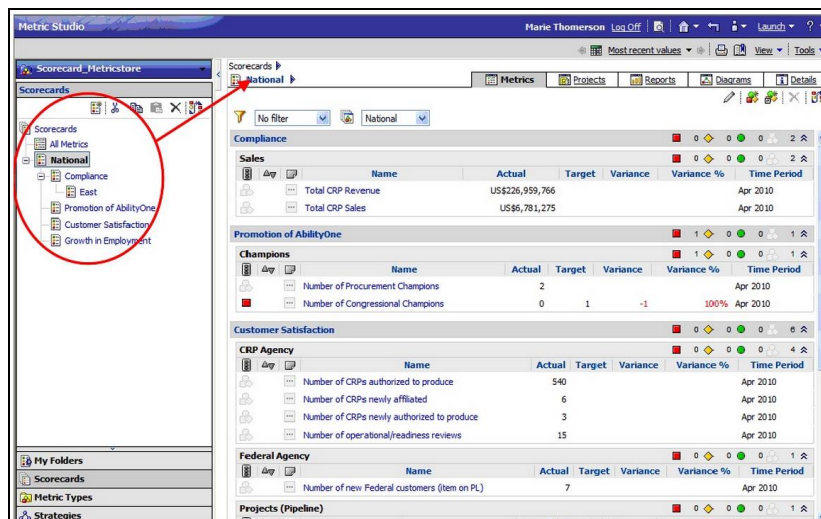 Metric Studio Marie Thomerson Log Off Launch ?
Most recent values View Tools
Scorecard_Metricstore
Scorecards
Scorecards
All Metrics
National
Compliance
East
Promotion of AbilityOne
Customer Satisfaction
Growth in Employment
My Folders
Scorecards
Metric Types
Strategies
Scorecards
National
Metrics Projects Reports Diagrams Details
No filter National
Compliance 0 0 0 2
Sales 0 0 0 2
Name Actual Target Variance Variance % Time Period
Total CRP Revenue US$226,959,766 Apr 2010
Total CRP Sales US$6,781,275 Apr 2010
Promotion of AbilityOne 1 0 0 1
Champions 1 0 0 1
Name Actual Target Variance Variance % Time Period
Number of Procurement Champions 2 Apr 2010
Number of Congressional Champions 0 1 -1 100% Apr 2010
Customer Satisfaction 0 0 0 6
CRP Agency 0 0 0 4
Name Actual Target Variance Variance % Time Period
Number of CRPs authorized to produce 540 Apr 2010
Number of CRPs newly affiliated 6 Apr 2010
Number of CRPs newly authorized to produce 3 Apr 2010
Number of operational/readiness reviews 15 Apr 2010
Federal Agency 0 0 0 1
Name Actual Target Variance Variance % Time Period
Number of new Federal customers (item on PL) 7 Apr 2010
Projects (Pipeline) 0 0 0 1